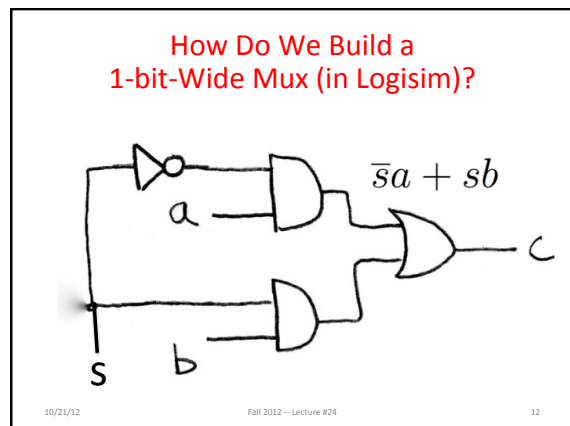 How Do We Build a
1-bit-Wide Mux (in Logisim)?
s̅a + sb
a
c
b
s
10/21/12
Fall 2012 -- Lecture #24
12